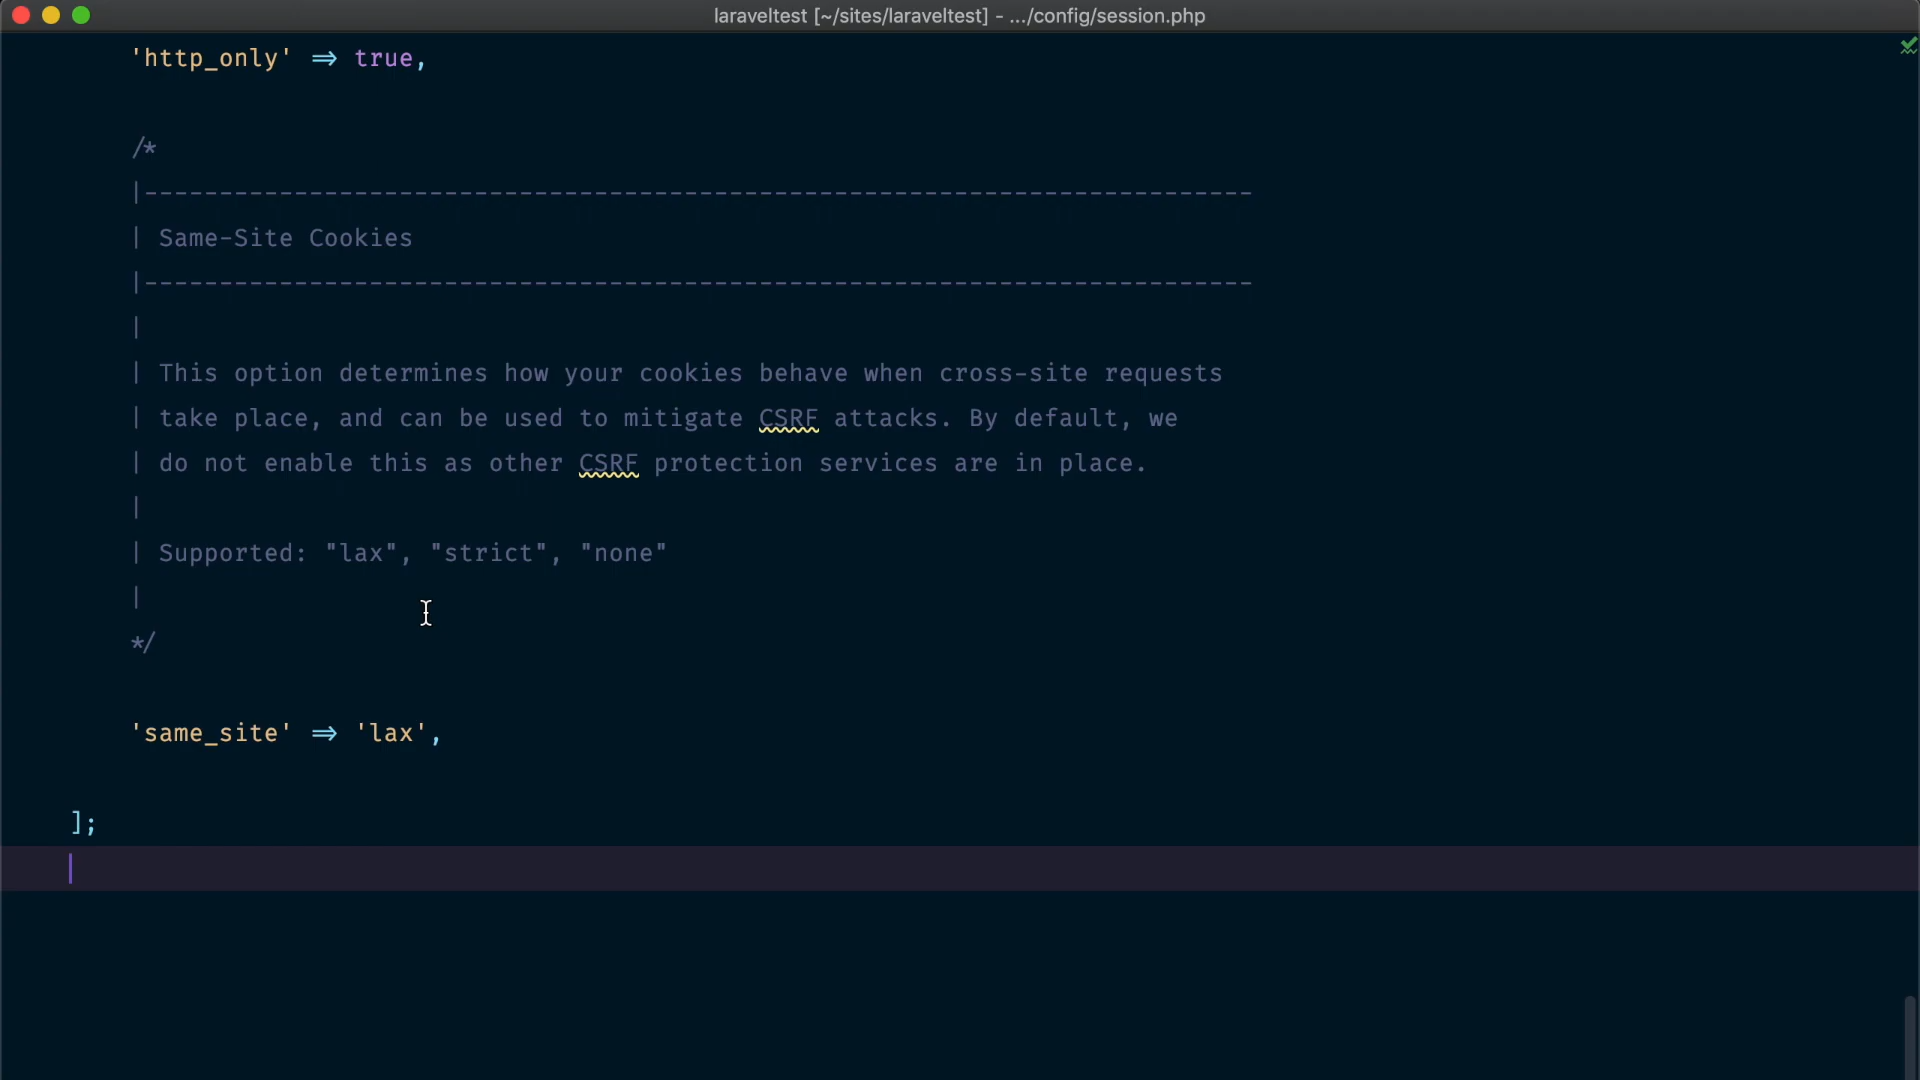 laraveltest [~/sites/laraveltest] - .../config/session.php
'http_only' => true,
/*
|--------------------------------------------------------------------------
| Same-Site Cookies
|--------------------------------------------------------------------------
|
| This option determines how your cookies behave when cross-site requests
| take place, and can be used to mitigate CSRF attacks. By default, we
| do not enable this as other CSRF protection services are in place.
|
| Supported: "lax", "strict", "none"
|
*/
'same_site' => 'lax',
];